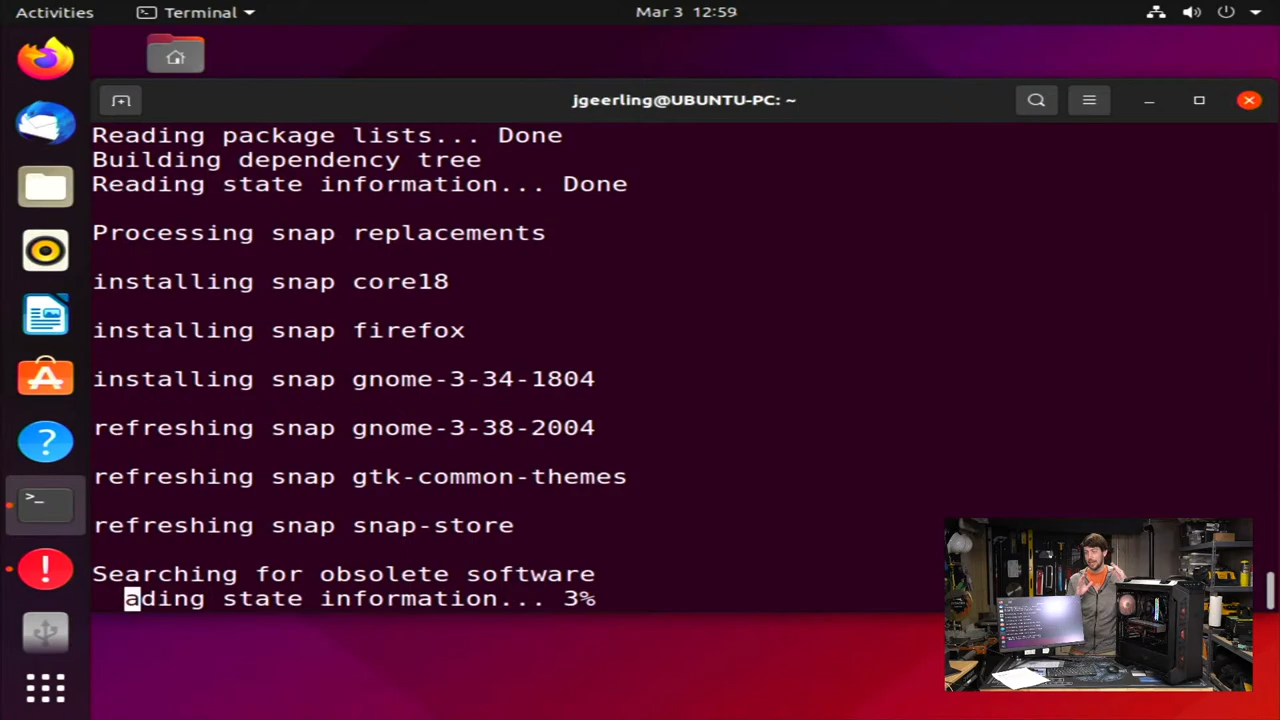 Activities
Terminal
Mar 3 12:59
jgeerling@UBUNTU-PC: ~
Reading package lists... Done
Building dependency tree
Reading state information... Done
Processing snap replacements
installing snap core18
installing snap firefox
installing snap gnome-3-34-1804
refreshing snap gnome-3-38-2004
refreshing snap gtk-common-themes
refreshing snap snap-store
Searching for obsolete software
ading state information... 3%